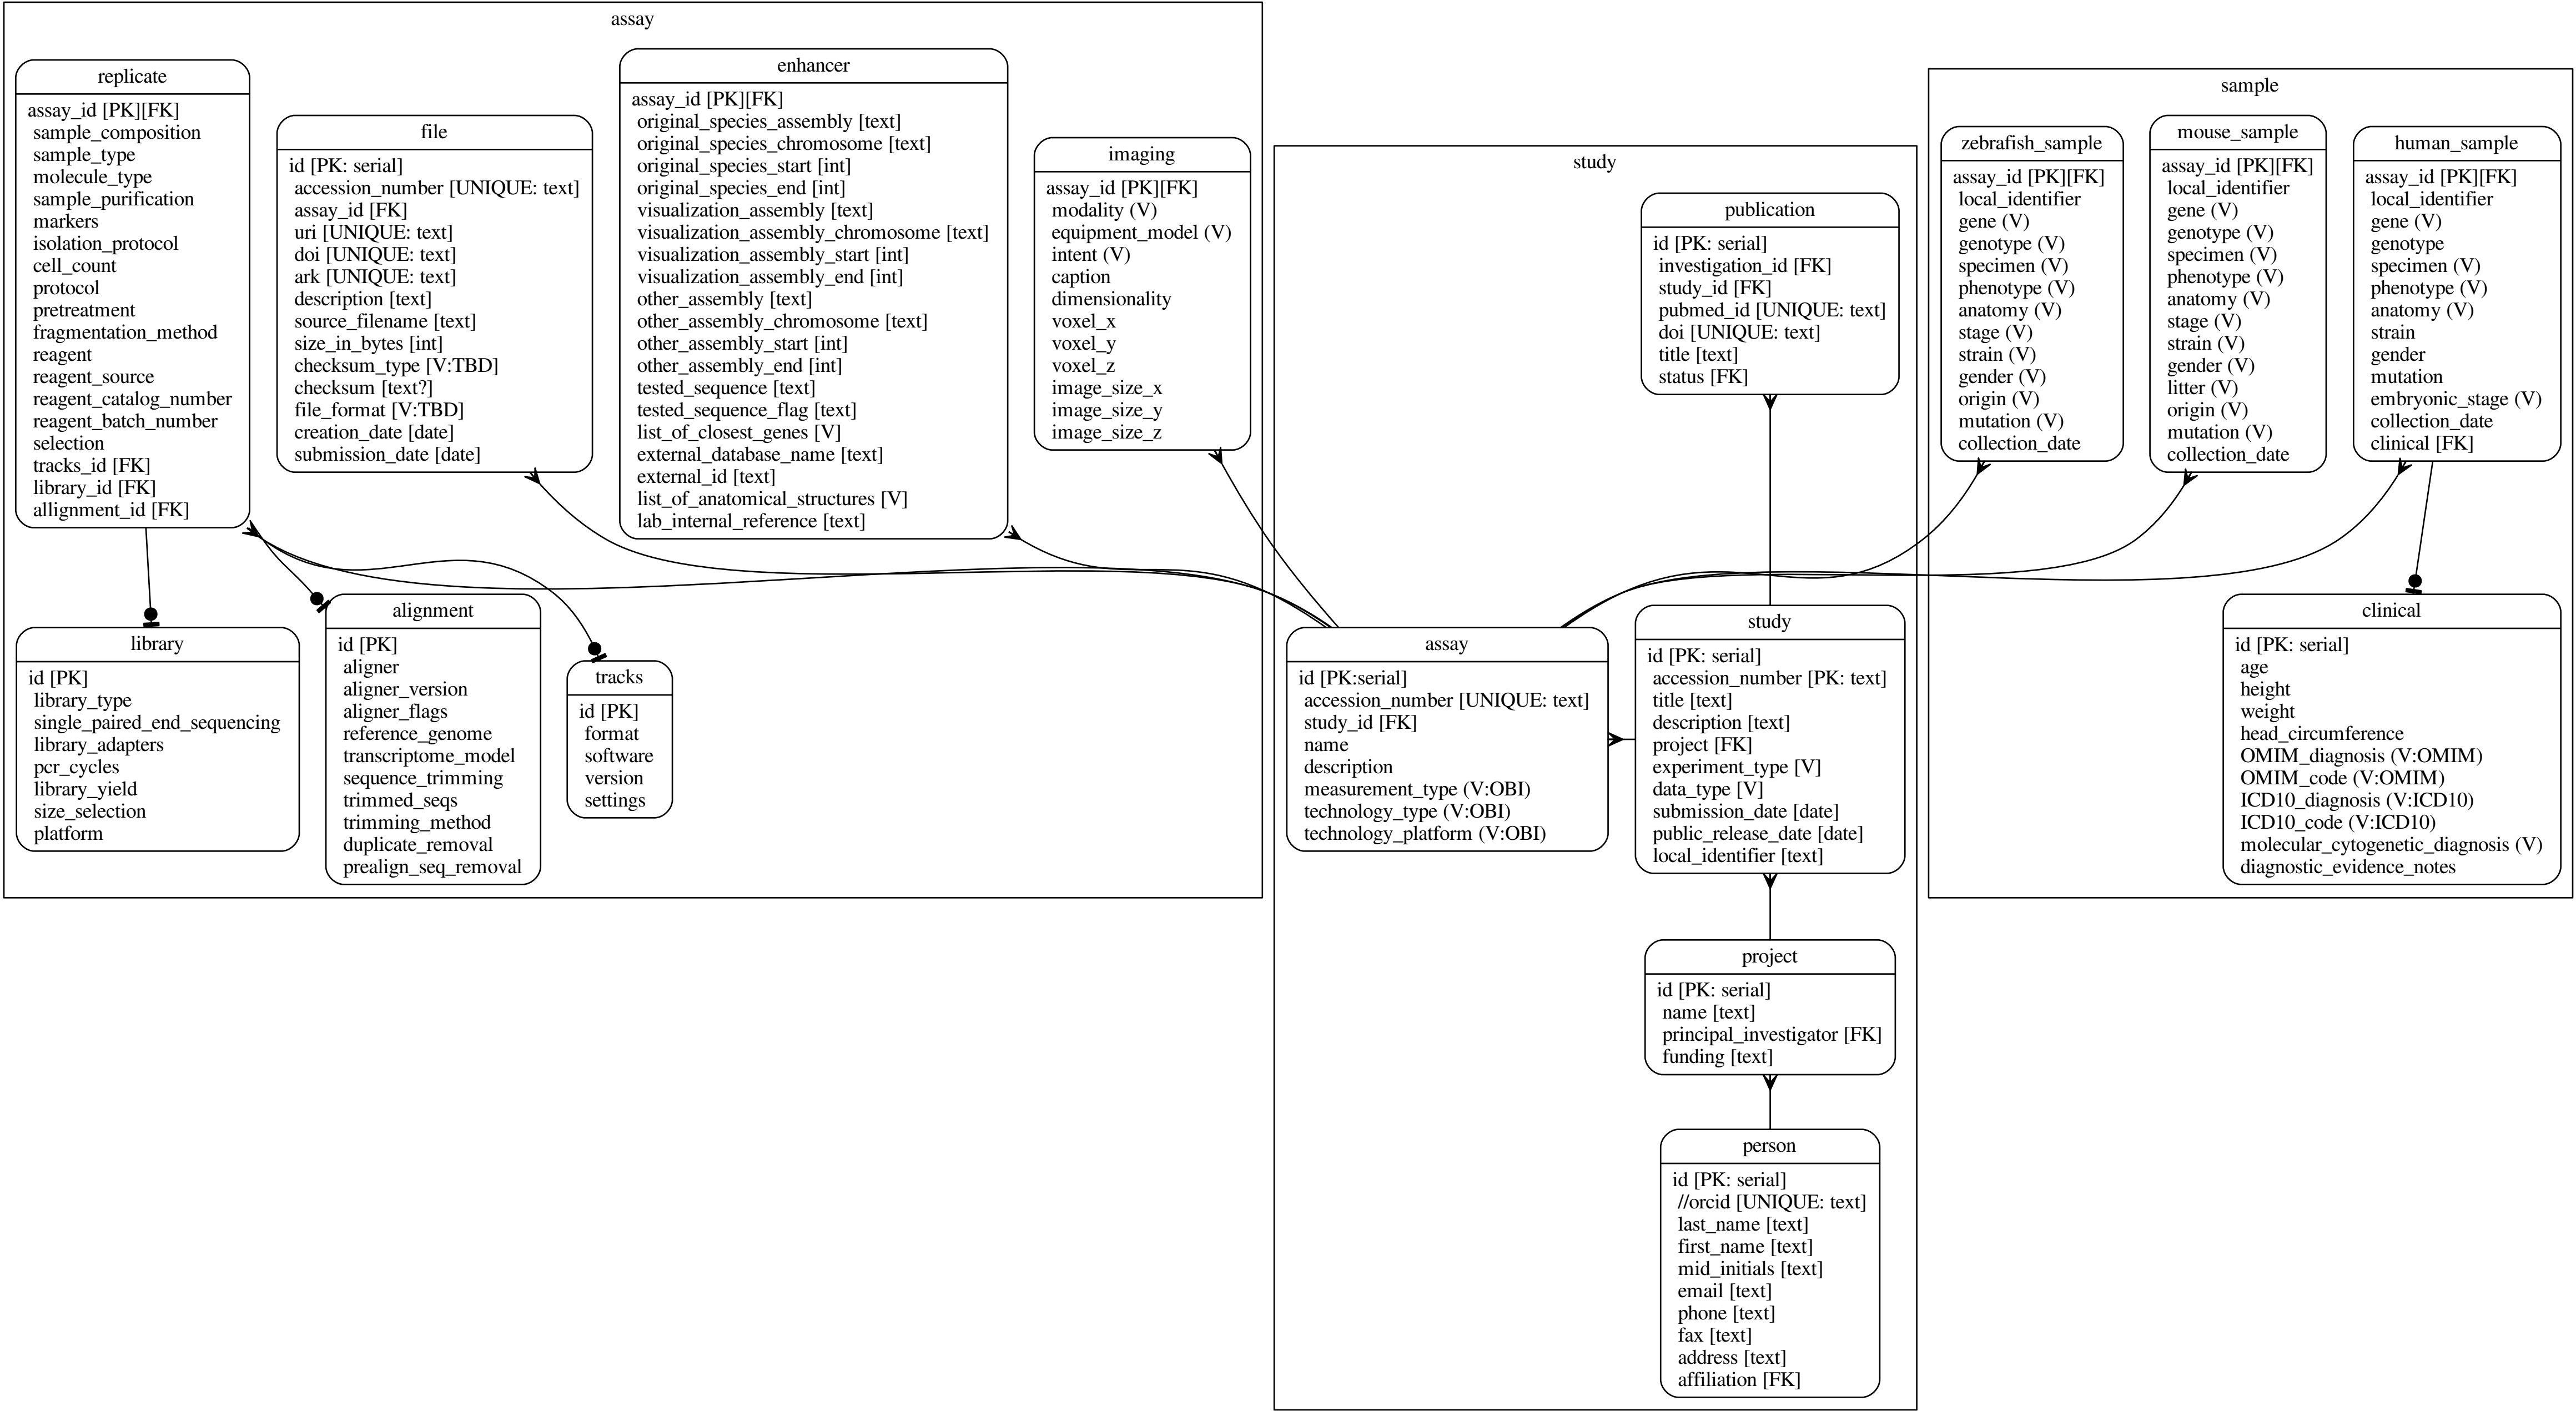 assay
replicate
assay_id [PK][FK]
sample_composition
sample_type
molecule_type
sample_purification
markers
isolation_protocol
cell_count
protocol
pretreatment
fragmentation_method
reagent
reagent_source
reagent_catalog_number
reagent_batch_number
selection
tracks_id [FK]
library_id [FK]
allignment_id [FK]
file
id [PK: serial]
accession_number [UNIQUE: text]
assay_id [FK]
uri [UNIQUE: text]
doi [UNIQUE: text]
ark [UNIQUE: text]
description [text]
source_filename [text]
size_in_bytes [int]
checksum_type [V:TBD]
checksum [text?]
file_format [V:TBD]
creation_date [date]
submission_date [date]
enhancer
assay_id [PK][FK]
original_species_assembly [text]
original_species_chromosome [text]
original_species_start [int]
original_species_end [int]
visualization_assembly [text]
visualization_assembly_chromosome [text]
visualization_assembly_start [int]
visualization_assembly_end [int]
other_assembly [text]
other_assembly_chromosome [text]
other_assembly_start [int]
other_assembly_end [int]
tested_sequence [text]
tested_sequence_flag [text]
list_of_closest_genes [V]
external_database_name [text]
external_id [text]
list_of_anatomical_structures [V]
lab_internal_reference [text]
imaging
assay_id [PK][FK]
modality (V)
equipment_model (V)
intent (V)
caption
dimensionality
voxel_x
voxel_y
voxel_z
image_size_x
image_size_y
image_size_z
library
id [PK]
library_type
single_paired_end_sequencing
library_adapters
pcr_cycles
library_yield
size_selection
platform
alignment
id [PK]
aligner
aligner_version
aligner_flags
reference_genome
transcriptome_model
sequence_trimming
trimmed_seqs
trimming_method
duplicate_removal
prealign_seq_removal
tracks
id [PK]
format
software
version
settings
study
publication
id [PK: serial]
investigation_id [FK]
study_id [FK]
pubmed_id [UNIQUE: text]
doi [UNIQUE: text]
title [text]
status [FK]
assay
id [PK:serial]
accession_number [UNIQUE: text]
study_id [FK]
name
description
measurement_type (V:OBI)
technology_type (V:OBI)
technology_platform (V:OBI)
study
id [PK: serial]
accession_number [PK: text]
title [text]
description [text]
project [FK]
experiment_type [V]
data_type [V]
submission_date [date]
public_release_date [date]
local_identifier [text]
project
id [PK: serial]
name [text]
principal_investigator [FK]
funding [text]
person
id [PK: serial]
//orcid [UNIQUE: text]
last_name [text]
first_name [text]
mid_initials [text]
email [text]
phone [text]
fax [text]
address [text]
affiliation [FK]
sample
zebrafish_sample
assay_id [PK][FK]
local_identifier
gene (V)
genotype (V)
specimen (V)
phenotype (V)
anatomy (V)
stage (V)
strain (V)
gender (V)
origin (V)
mutation (V)
collection_date
mouse_sample
assay_id [PK][FK]
local_identifier
gene (V)
genotype (V)
specimen (V)
phenotype (V)
anatomy (V)
stage (V)
strain (V)
gender (V)
litter (V)
origin (V)
mutation (V)
collection_date
human_sample
assay_id [PK][FK]
local_identifier
gene (V)
genotype
specimen (V)
phenotype (V)
anatomy (V)
strain
gender
mutation
embryonic_stage (V)
collection_date
clinical [FK]
clinical
id [PK: serial]
age
height
weight
head_circumference
OMIM_diagnosis (V:OMIM)
OMIM_code (V:OMIM)
ICD10_diagnosis (V:ICD10)
ICD10_code (V:ICD10)
molecular_cytogenetic_diagnosis (V)
diagnostic_evidence_notes